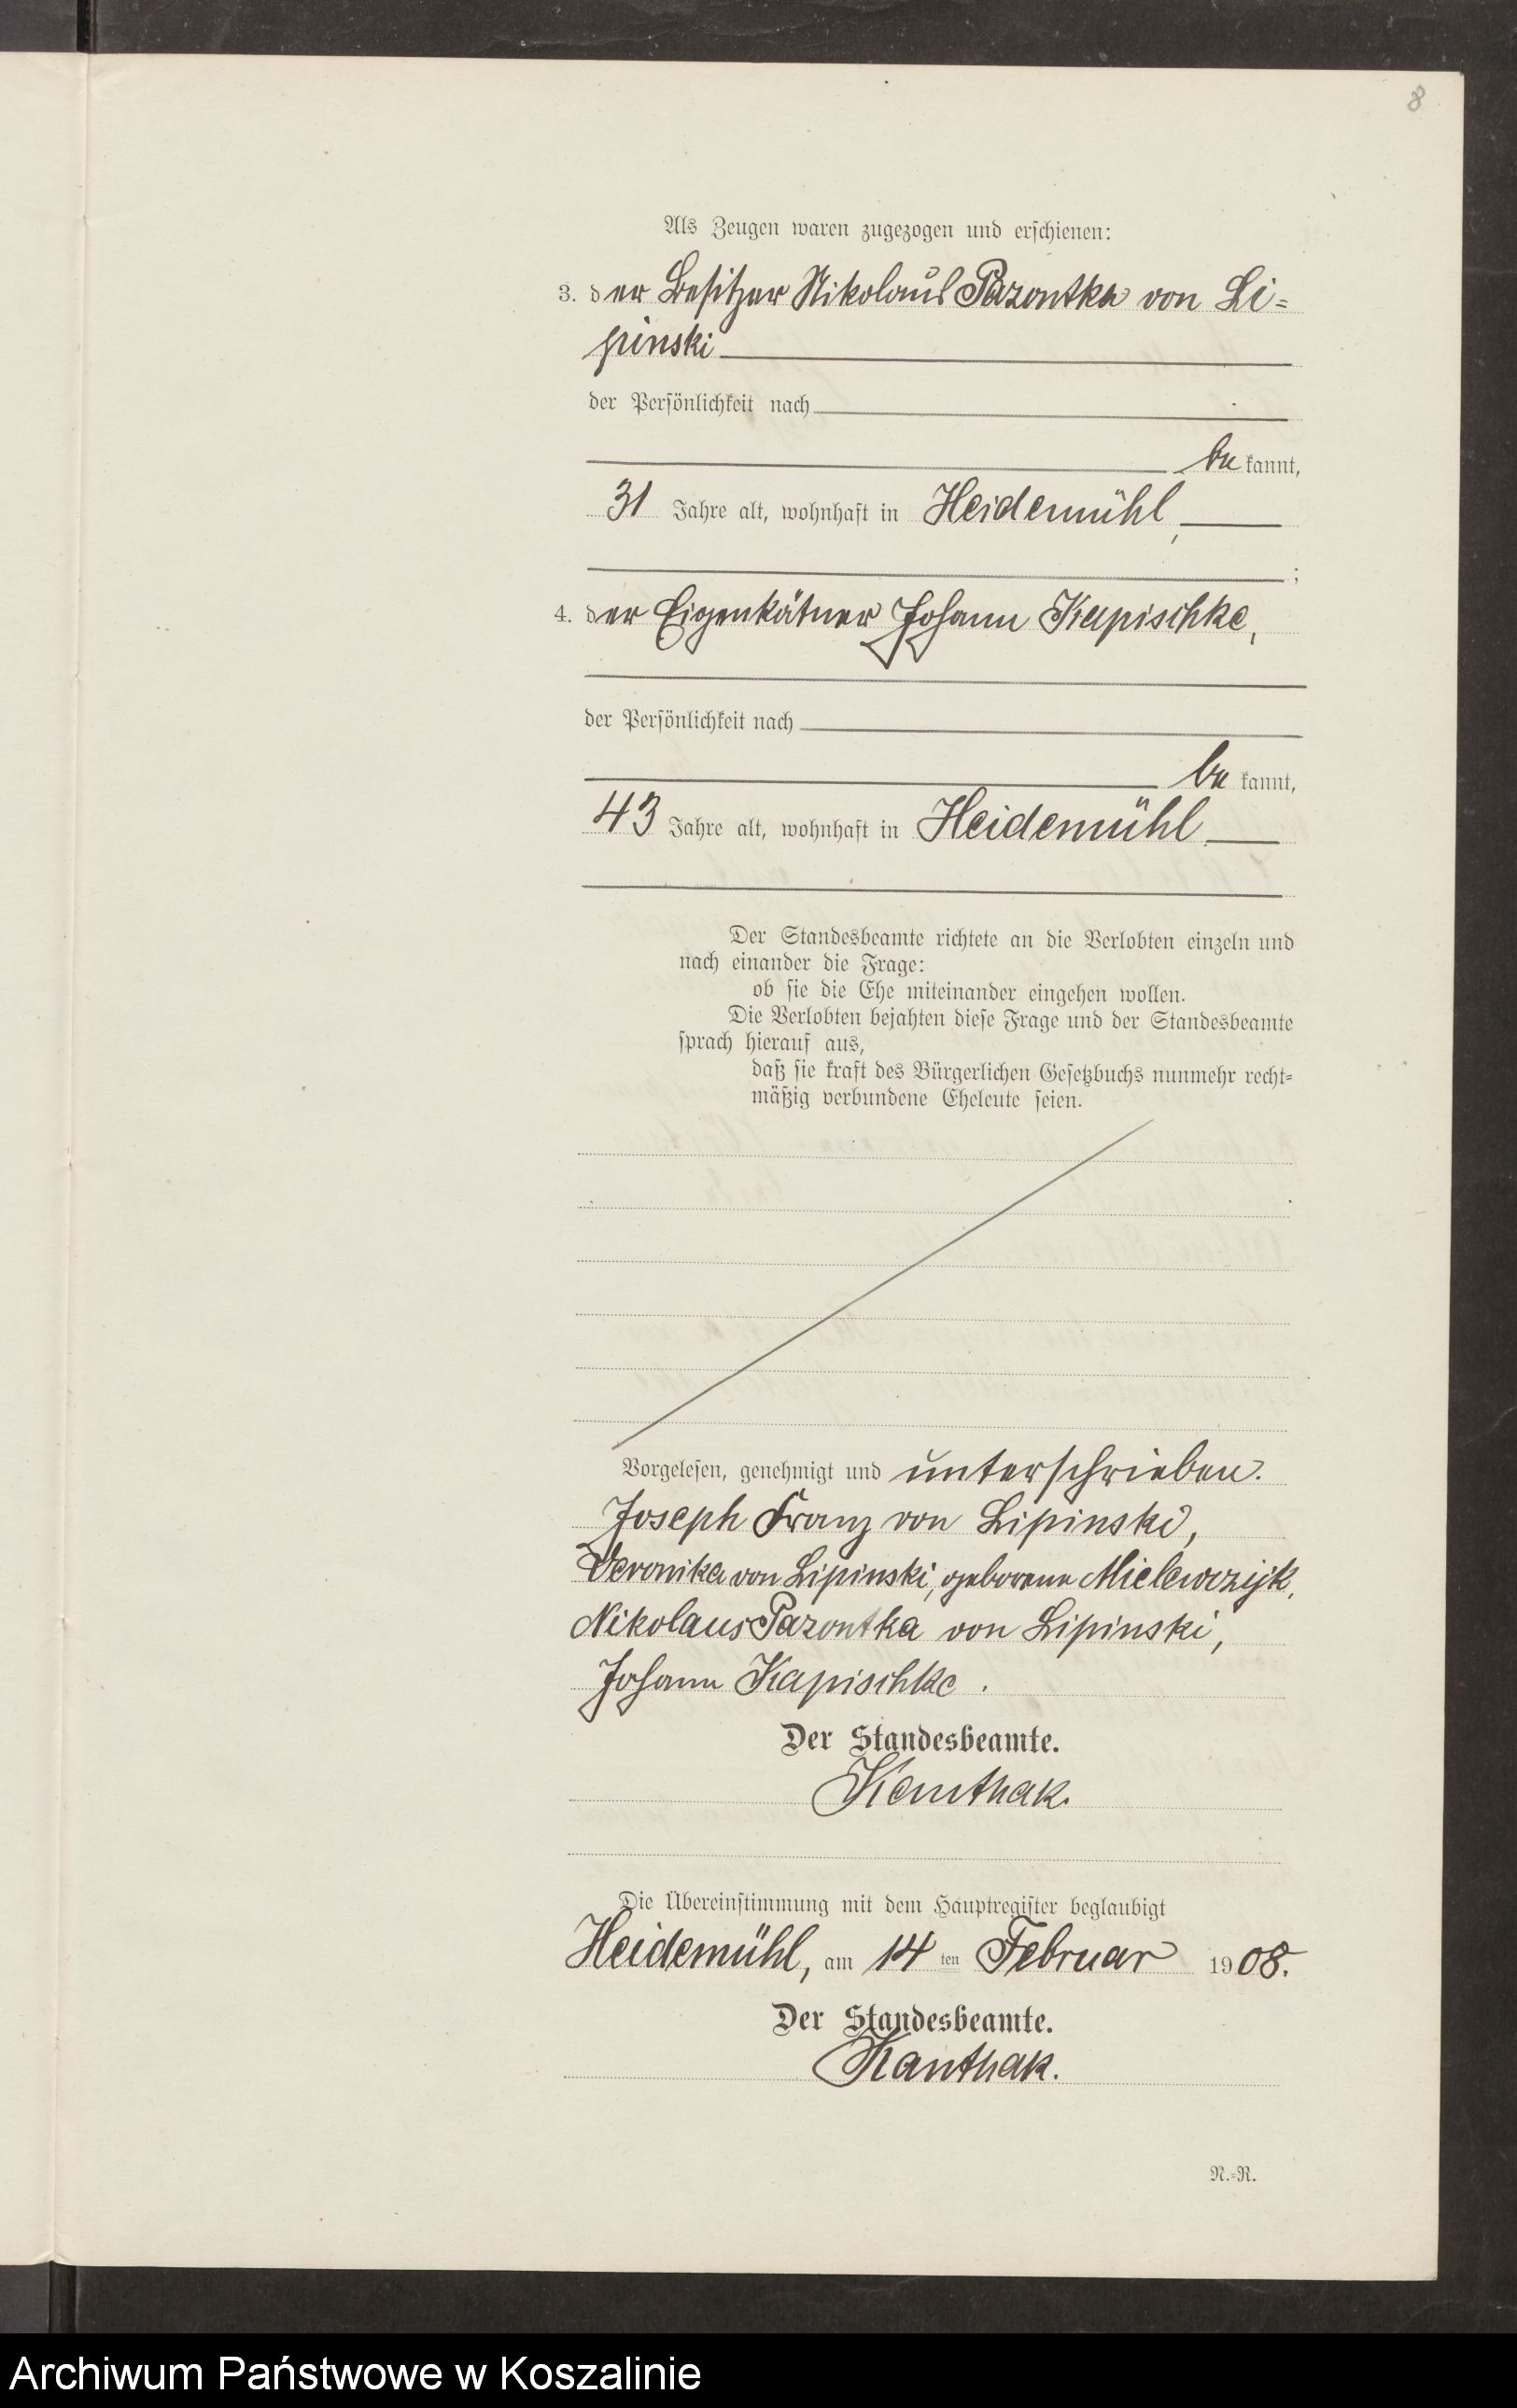 8
Als Zeugen waren zugezogen und erschienen:
3. der Besitzer Nikolaus Pazontka von Li=
pinski
der Persönlichkeit nach
be kannt,
31 Jahre alt, wohnhaft in Heidemühl,
;
4. der Eigenkätner Johann Kapischke,
der Persönlichkeit nach
be kannt,
43 Jahre alt, wohnhaft in Heidemühl
Der Standesbeamte richtete an die Verlobten einzeln und
nach einander die Frage:
ob sie die Ehe miteinander eingehen wollen.
Die Verlobten bejahten diese Frage und der Standesbeamte
sprach hierauf aus,
daß sie kraft des Bürgerlichen Gesetzbuchs nunmehr recht=
mäßig verbundene Eheleute seien.
Vorgelesen, genehmigt und unterschrieben.
Joseph Franz von Lipinski,
Veronika von Lipinski, geborene Mielewczyk,
Nikolaus Pazontka von Lipinski,
Johann Kapischke.
Der Standesbeamte.
Kanthak.
Die Übereinstimmung mit dem Hauptregister beglaubigt
Heidemühl, am 14 ten Februar 1908.
Der Standesbeamte.
Kanthak.
N.=R.
Archiwum Państwowe w Koszalinie